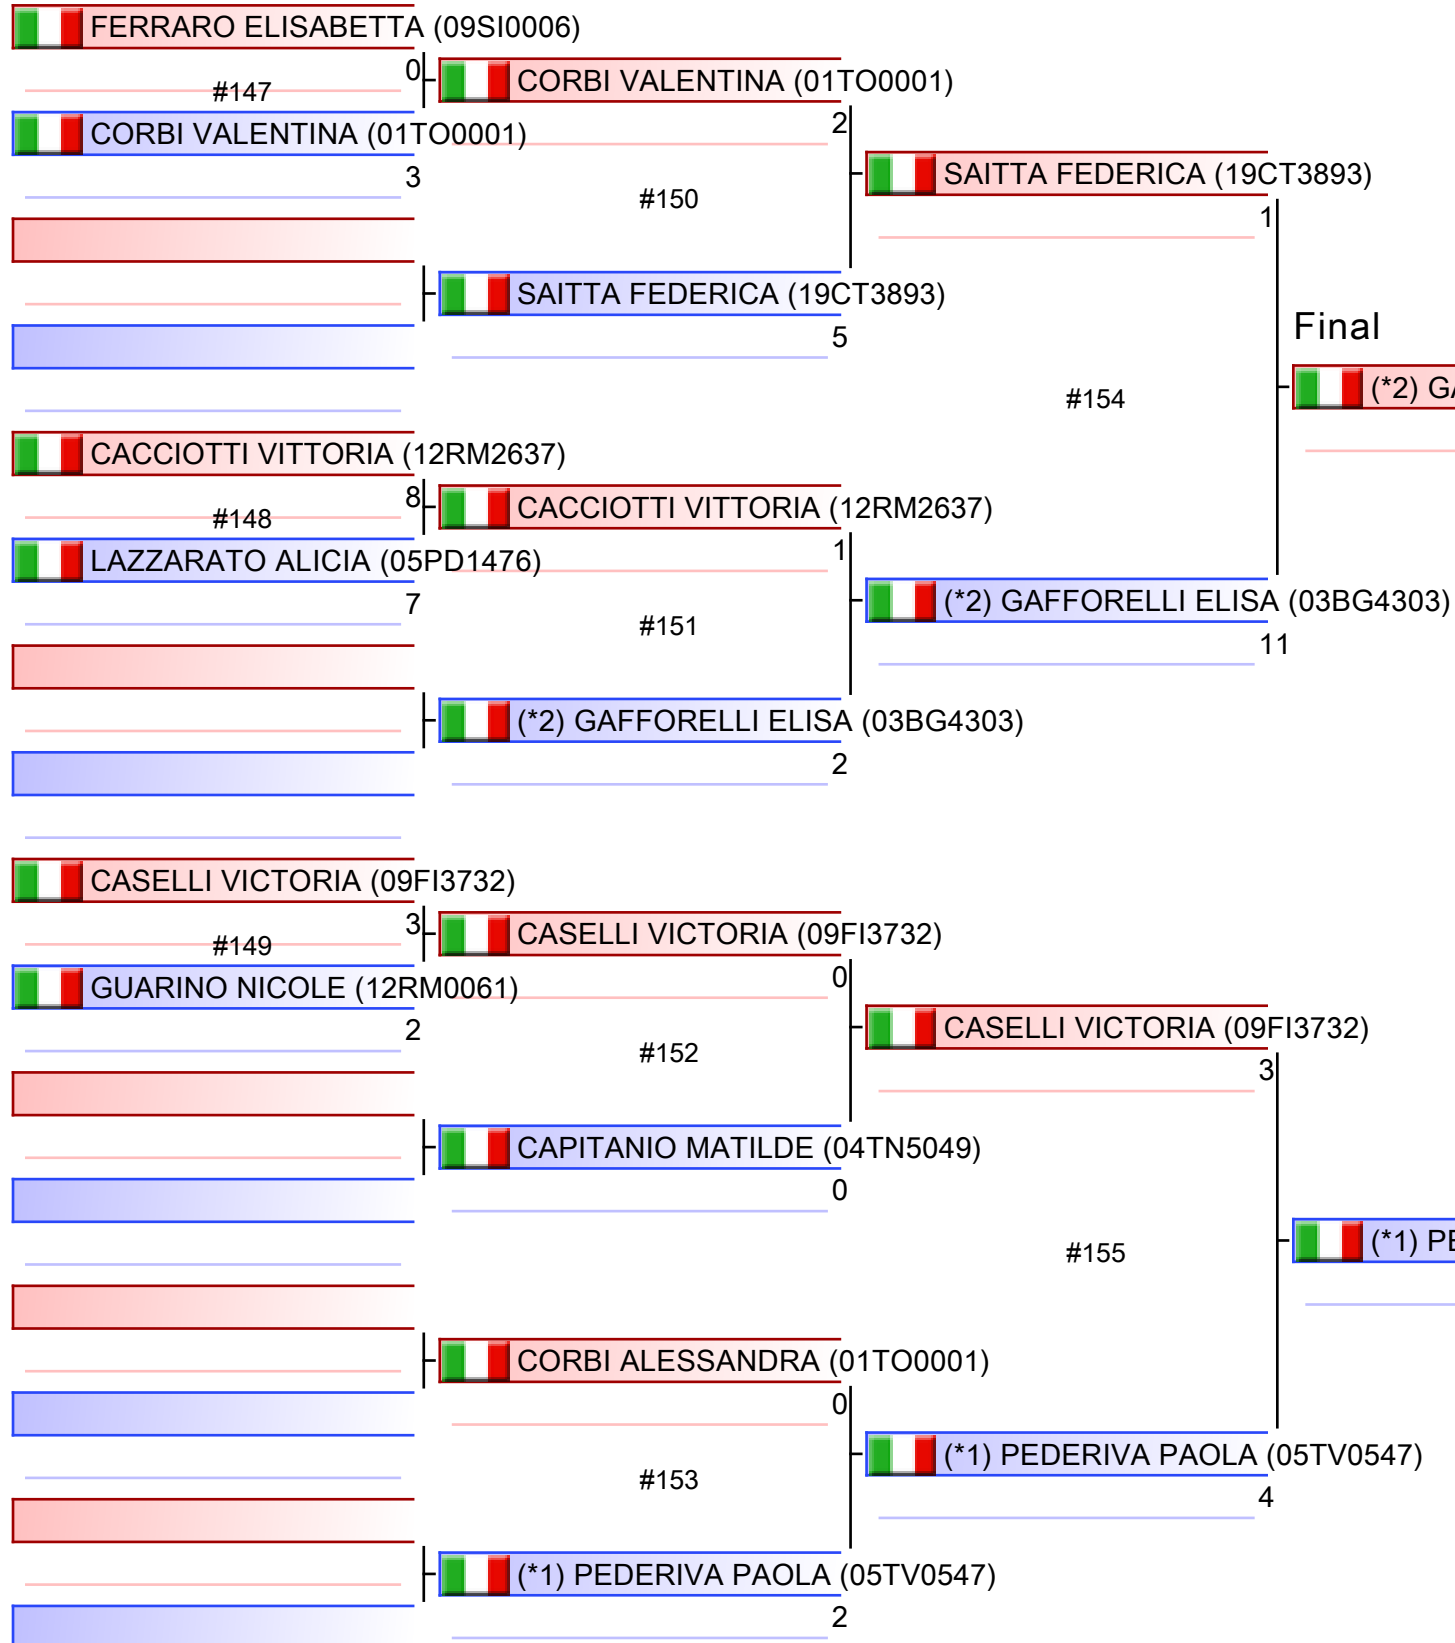 FERRARO ELISABETTA (09SI0006)
0
#147
CORBI VALENTINA (01TO0001)
3
CORBI VALENTINA (01TO0001)
2
#150
SAITTA FEDERICA (19CT3893)
5
SAITTA FEDERICA (19CT3893)
1
CACCIOTTI VITTORIA (12RM2637)
8
#148
LAZZARATO ALICIA (05PD1476)
7
CACCIOTTI VITTORIA (12RM2637)
1
#151
(*2) GAFFORELLI ELISA (03BG4303)
2
#154
(*2) GAFFORELLI ELISA (03BG4303)
11
Final
(*2) GA
CASELLI VICTORIA (09FI3732)
3
#149
GUARINO NICOLE (12RM0061)
2
CASELLI VICTORIA (09FI3732)
0
#152
CAPITANIO MATILDE (04TN5049)
0
CASELLI VICTORIA (09FI3732)
3
#155
CORBI ALESSANDRA (01TO0001)
0
#153
(*1) PEDERIVA PAOLA (05TV0547)
2
(*1) PEDERIVA PAOLA (05TV0547)
4
(*1) PE